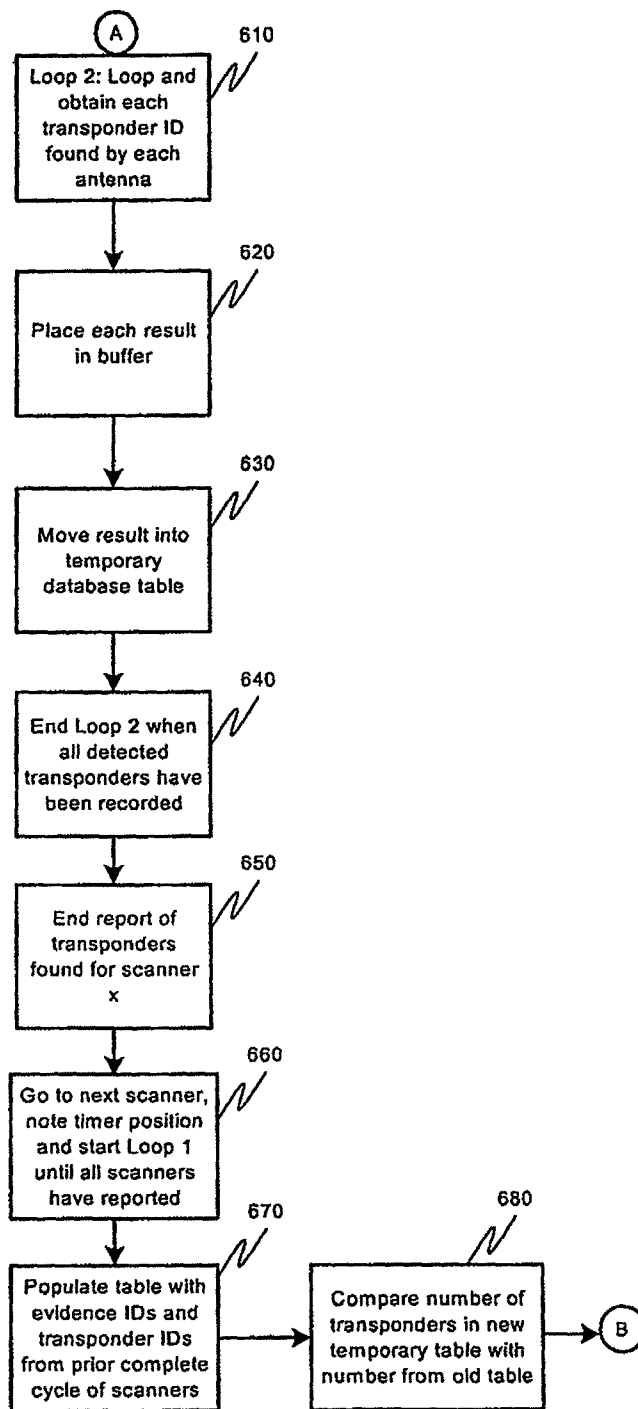 A
610
Loop 2: Loop and
obtain each
transponder ID
found by each
antenna
620
Place each result
in buffer
630
Move result into
temporary
database table
640
End Loop 2 when
all detected
transponders have
been recorded
650
End report of
transponders
found for scanner
x
660
Go to next scanner,
note timer position
and start Loop 1
until all scanners
have reported
670
Populate table with
evidence IDs and
transponder IDs
from prior complete
cycle of scanners
680
Compare number of
transponders in new
temporary table with
number from old table
B